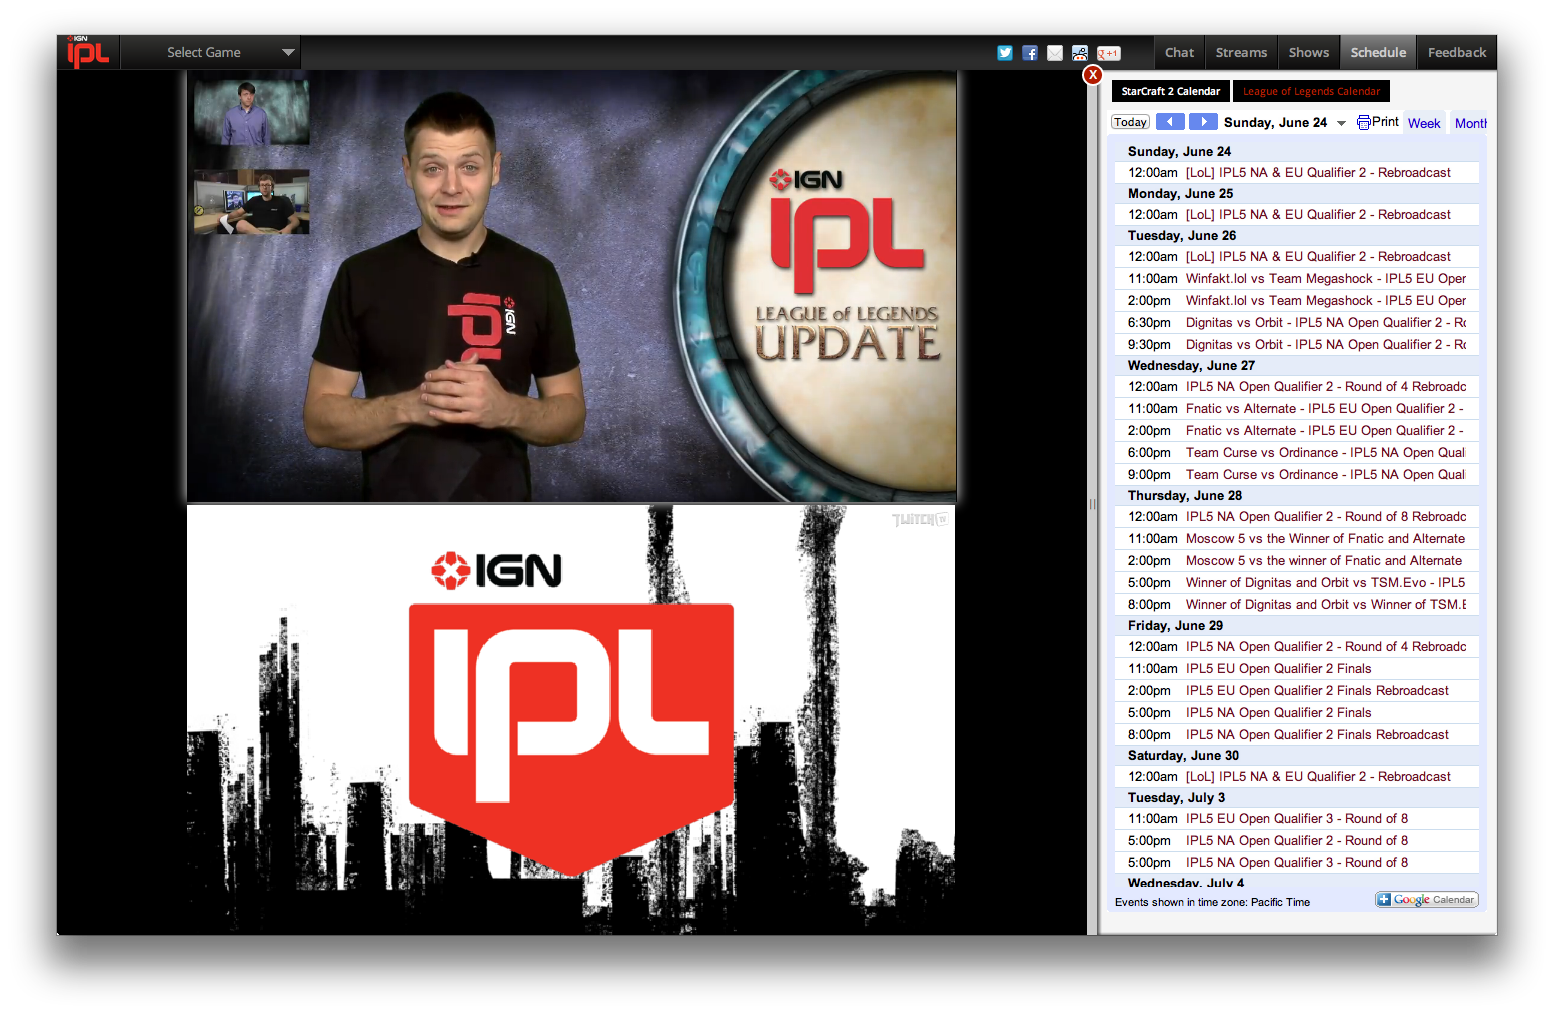 IGN
IPL
Select Game
+1
Chat
Streams
Shows
Schedule
Feedback
X
IGN
IPL
LEAGUE of LEGENDS
UPDATE
IPL
IGN
TWITCH TV
IGN
IPL
StarCraft 2 Calendar
League of Legends Calendar
Today
Sunday, June 24
Print
Week
Month
Sunday, June 24
12:00am [LoL] IPL5 NA & EU Qualifier 2 - Rebroadcast
Monday, June 25
12:00am [LoL] IPL5 NA & EU Qualifier 2 - Rebroadcast
Tuesday, June 26
12:00am [LoL] IPL5 NA & EU Qualifier 2 - Rebroadcast
11:00am Winfakt.lol vs Team Megashock - IPL5 EU Oper
2:00pm Winfakt.lol vs Team Megashock - IPL5 EU Oper
6:30pm Dignitas vs Orbit - IPL5 NA Open Qualifier 2 - Ro
9:30pm Dignitas vs Orbit - IPL5 NA Open Qualifier 2 - Ro
Wednesday, June 27
12:00am IPL5 NA Open Qualifier 2 - Round of 4 Rebroadc
11:00am Fnatic vs Alternate - IPL5 EU Open Qualifier 2 -
2:00pm Fnatic vs Alternate - IPL5 EU Open Qualifier 2 -
6:00pm Team Curse vs Ordinance - IPL5 NA Open Quali
9:00pm Team Curse vs Ordinance - IPL5 NA Open Quali
Thursday, June 28
12:00am IPL5 NA Open Qualifier 2 - Round of 8 Rebroadc
11:00am Moscow 5 vs the Winner of Fnatic and Alternate
2:00pm Moscow 5 vs the winner of Fnatic and Alternate
5:00pm Winner of Dignitas and Orbit vs TSM.Evo - IPL5
8:00pm Winner of Dignitas and Orbit vs Winner of TSM.E
Friday, June 29
12:00am IPL5 NA Open Qualifier 2 - Round of 4 Rebroadc
11:00am IPL5 EU Open Qualifier 2 Finals
2:00pm IPL5 EU Open Qualifier 2 Finals Rebroadcast
5:00pm IPL5 NA Open Qualifier 2 Finals
8:00pm IPL5 NA Open Qualifier 2 Finals Rebroadcast
Saturday, June 30
12:00am [LoL] IPL5 NA & EU Qualifier 2 - Rebroadcast
Tuesday, July 3
11:00am IPL5 EU Open Qualifier 3 - Round of 8
5:00pm IPL5 NA Open Qualifier 2 - Round of 8
5:00pm IPL5 NA Open Qualifier 3 - Round of 8
Wednesday, July 4
Events shown in time zone: Pacific Time
Google Calendar